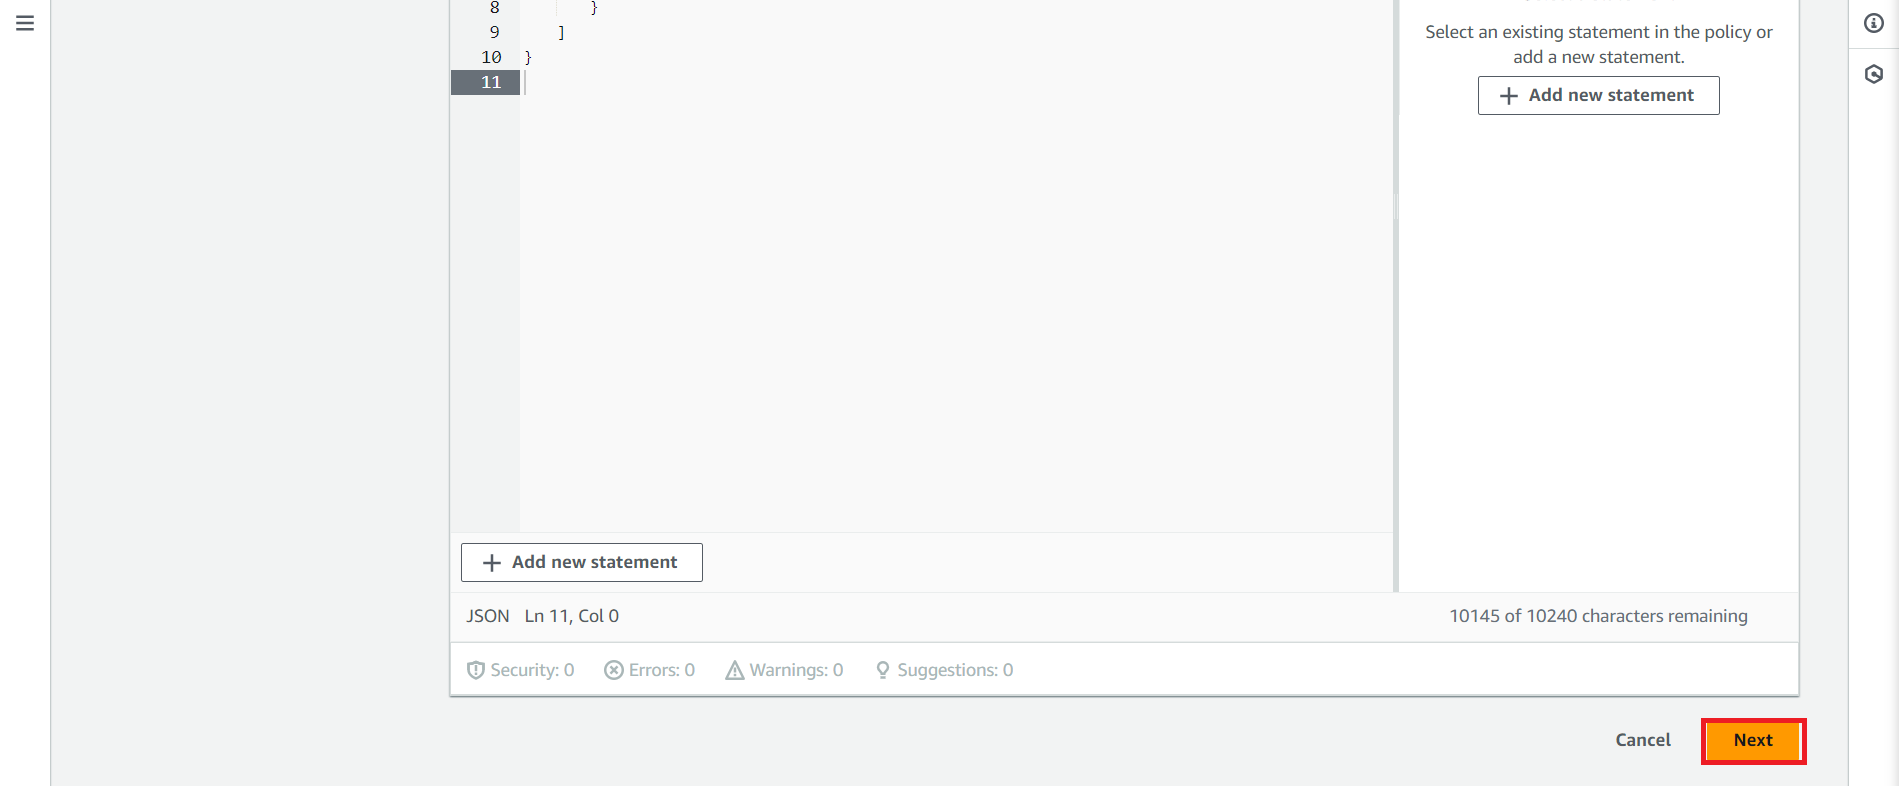 8 }
9 ]
10 }
11
Select an existing statement in the policy or
add a new statement.
+ Add new statement
+ Add new statement
JSON Ln 11, Col 0
10145 of 10240 characters remaining
Security: 0 Errors: 0 Warnings: 0 Suggestions: 0
Cancel Next